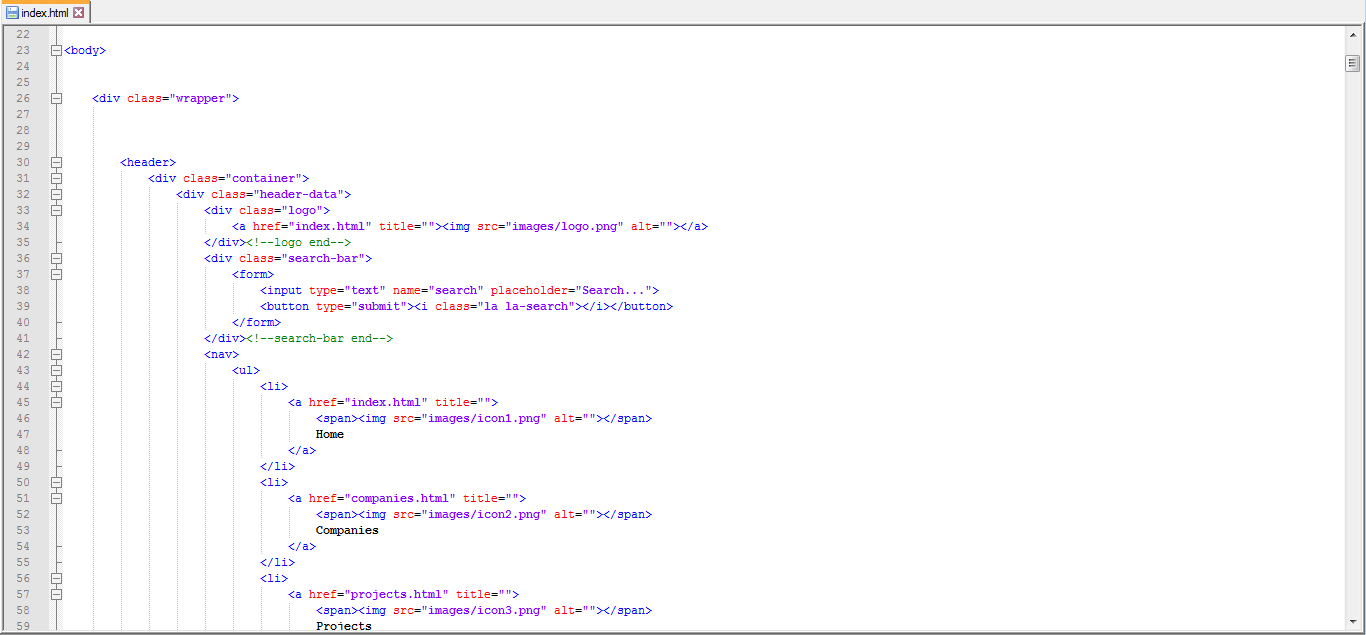 index.html
22
23 <body>
24
25
26 <div class="wrapper">
27
28
29
30 <header>
31 <div class="container">
32 <div class="header-data">
33 <div class="logo">
34 <a href="index.html" title=""><img src="images/logo.png" alt=""></a>
35 </div><!--logo end-->
36 <div class="search-bar">
37 <form>
38 <input type="text" name="search" placeholder="Search...">
39 <button type="submit"><i class="la la-search"></i></button>
40 </form>
41 </div><!--search-bar end-->
42 <nav>
43 <ul>
44 <li>
45 <a href="index.html" title="">
46 <span><img src="images/icon1.png" alt=""></span>
47 Home
48 </a>
49 </li>
50 <li>
51 <a href="companies.html" title="">
52 <span><img src="images/icon2.png" alt=""></span>
53 Companies
54 </a>
55 </li>
56 <li>
57 <a href="projects.html" title="">
58 <span><img src="images/icon3.png" alt=""></span>
59 Projects